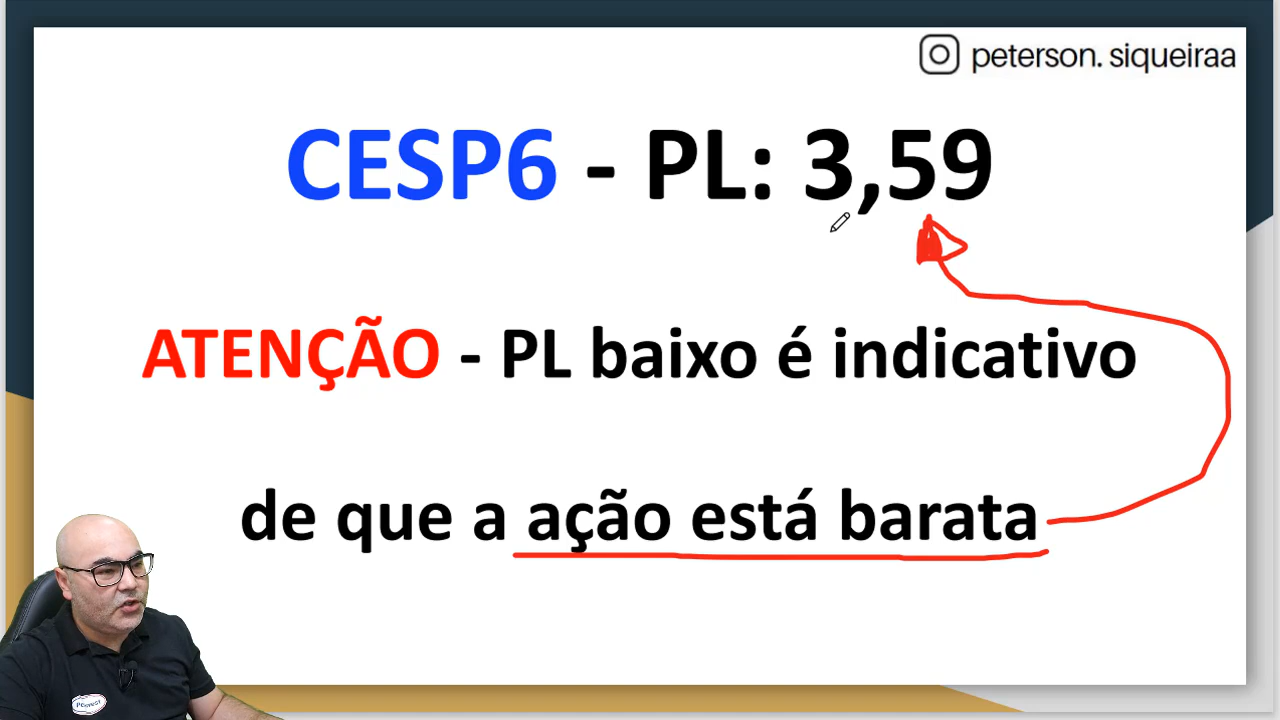 peterson. siqueiraa
CESP6 - PL: 3,59
ATENÇÃO - PL baixo é indicativo
de que a ação está barata